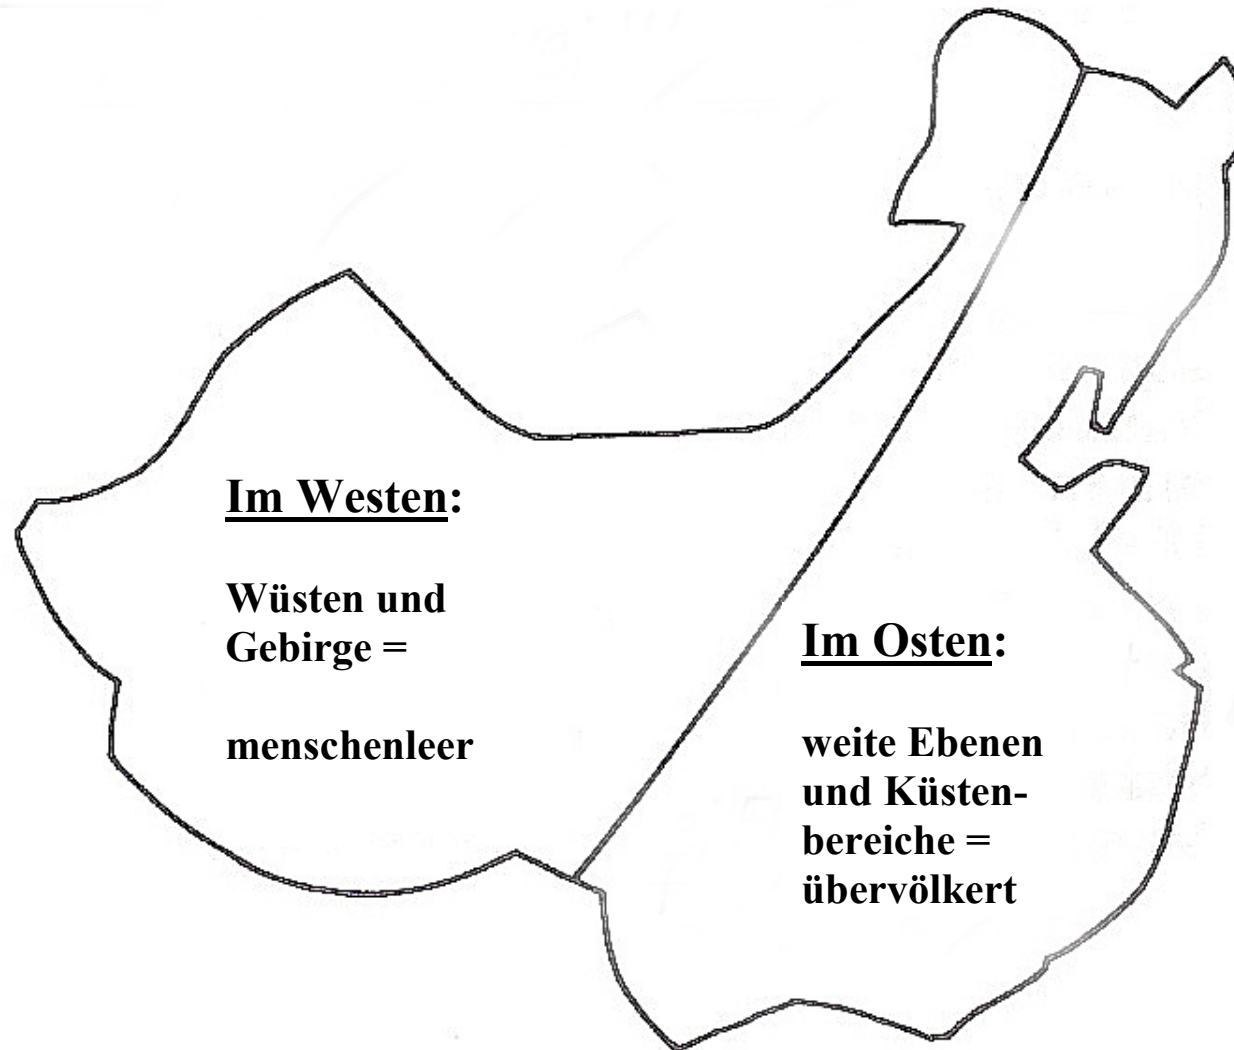 Im Westen:
Wüsten und
Gebirge =
menschenleer
Im Osten:
weite Ebenen
und Küsten-
bereiche =
übervölkert